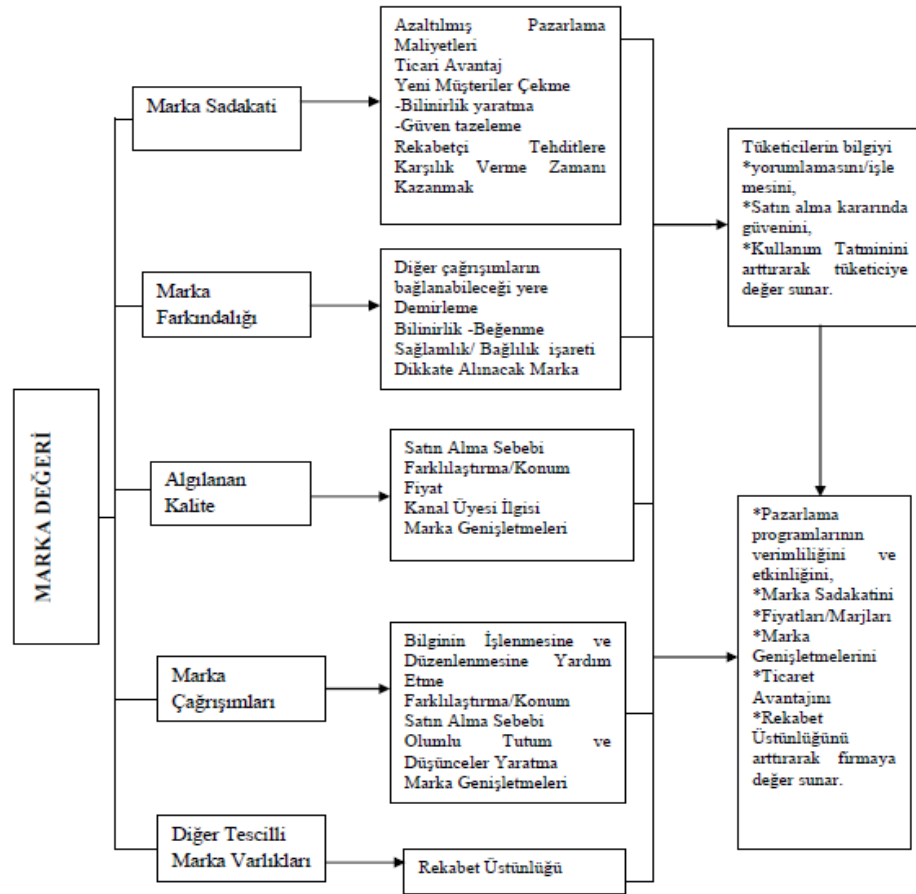 MARKA DEĞERİ
Marka Sadakati
Azaltılmış Pazarlama
Maliyetleri
Ticari Avantaj
Yeni Müşteriler Çekme
-Bilinirlik yaratma
-Güven tazeleme
Rekabetçi Tehditlere
Karşılık Verme Zamanı
Kazanmak
Marka
Farkındalığı
Diğer çağrışımların
bağlanabileceği yere
Demirleme
Bilinirlik -Beğenme
Sağlamlık/ Bağlılık işareti
Dikkate Alınacak Marka
Algılanan
Kalite
Satın Alma Sebebi
Farklılaştırma/Konum
Fiyat
Kanal Üyesi İlgisi
Marka Genişletmeleri
Marka
Çağrışımları
Bilginin İşlenmesine ve
Düzenlenmesine Yardım
Etme
Farklılaştırma/Konum
Satın Alma Sebebi
Olumlu Tutum ve
Düşünceler Yaratma
Marka Genişletmeleri
Diğer Tescilli
Marka Varlıkları
Rekabet Üstünlüğü
Tüketicilerin bilgiyi
*yorumlamasını/işle
mesini,
*Satın alma kararında
güvenini,
*Kullanım Tatminini
arttırarak tüketiciye
değer sunar.
*Pazarlama
programlarının
verimliliğini ve
etkinliğini,
*Marka Sadakatini
*Fiyatları/Marjları
*Marka
Genişletmelerini
*Ticaret
Avantajını
*Rekabet
Üstünlüğünü
arttırarak firmaya
değer sunar.